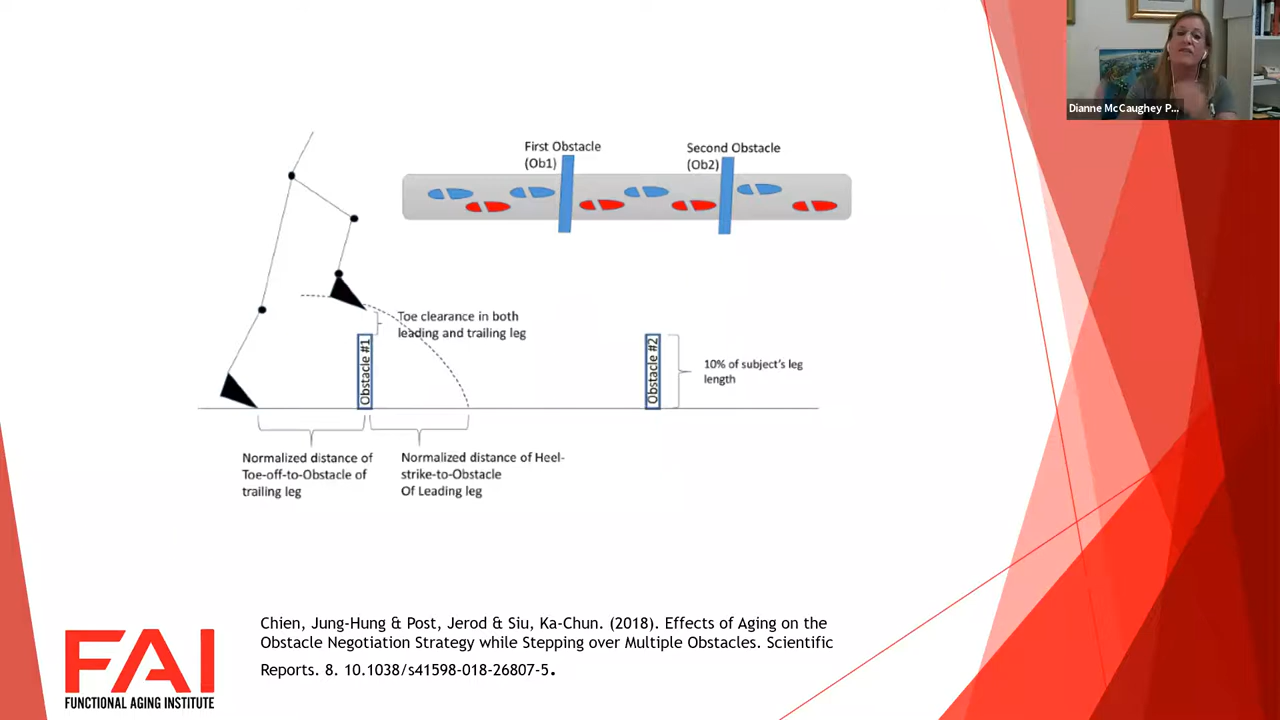 Dianne McCaughey P...
First Obstacle
(Ob1)
Second Obstacle
(Ob2)
Toe clearance in both
leading and trailing leg
Obstacle #1
Obstacle #2
10% of subject's leg
length
Normalized distance of
Toe-off-to-Obstacle of
trailing leg
Normalized distance of Heel-
strike-to-Obstacle
Of Leading leg
Chien, Jung-Hung & Post, Jerod & Siu, Ka-Chun. (2018). Effects of Aging on the
Obstacle Negotiation Strategy while Stepping over Multiple Obstacles. Scientific
Reports. 8. 10.1038/s41598-018-26807-5.
FAI
FUNCTIONAL AGING INSTITUTE